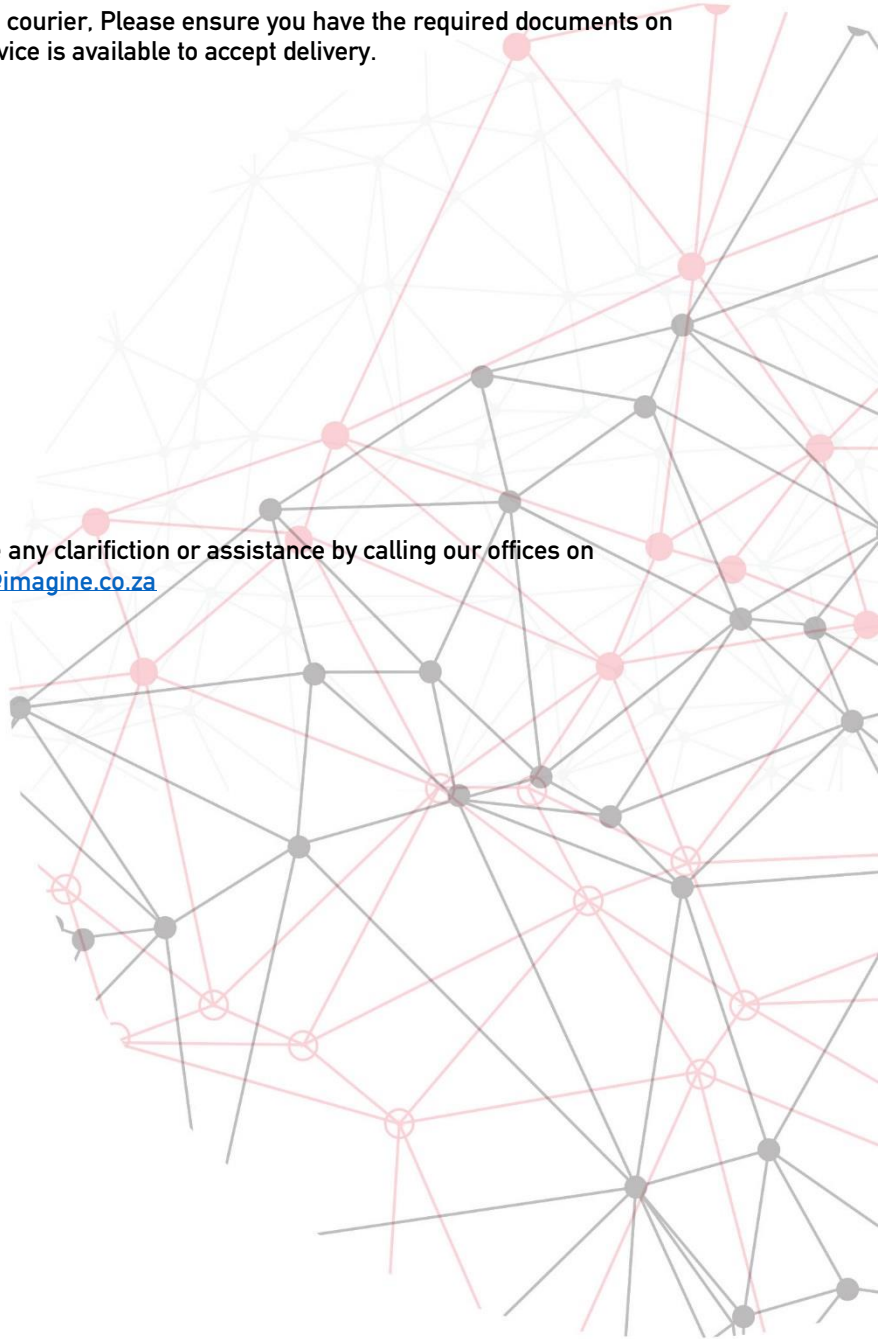 courier, Please ensure you have the required documents on
vice is available to accept delivery.
any clarifiction or assistance by calling our offices on
@imagine.co.za